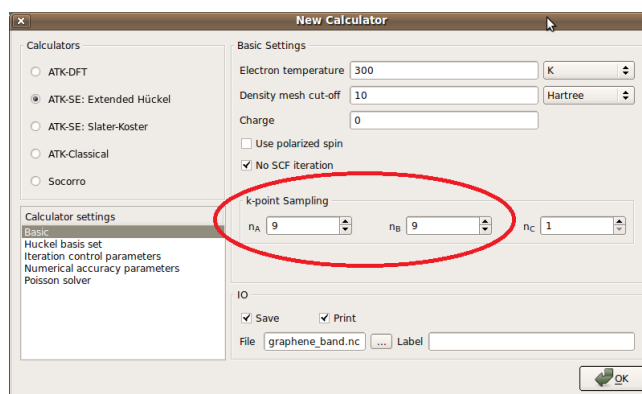 New Calculator
Calculators
ATK-DFT
ATK-SE: Extended Hückel
ATK-SE: Slater-Koster
ATK-Classical
Socorro
Calculator settings
Basic
Huckel basis set
Iteration control parameters
Numerical accuracy parameters
Poisson solver
Basic Settings
Electron temperature 300 K
Density mesh cut-off 10 Hartree
Charge 0
Use polarized spin
No SCF iteration
k-point Sampling
nA 9 nB 9 nC 1
IO
Save Print
File graphene_band.nc ... Label
OK